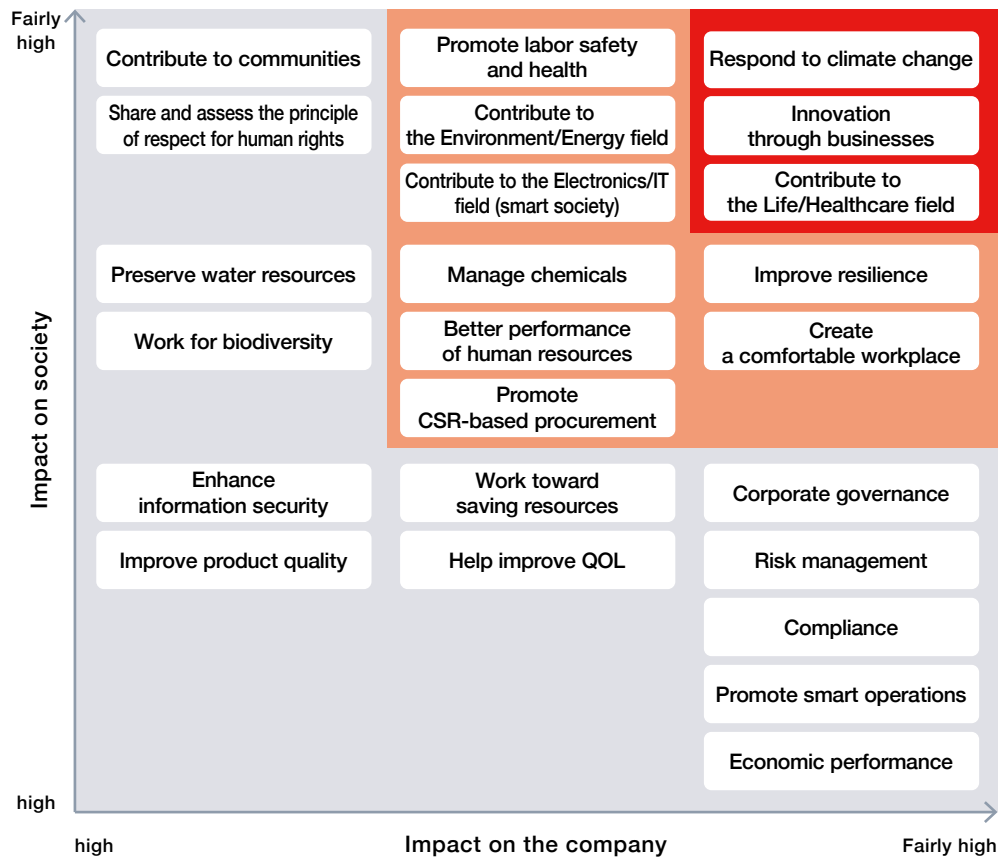 Fairly
high
Contribute to communities
Promote labor safety
and health
Respond to climate change
Share and assess the principle
of respect for human rights
Contribute to
the Environment/Energy field
Innovation
through businesses
Contribute to the Electronics/IT
field (smart society)
Contribute to
the Life/Healthcare field
Preserve water resources
Manage chemicals
Improve resilience
Work for biodiversity
Better performance
of human resources
Create
a comfortable workplace
Promote
CSR-based procurement
Impact on society
Enhance
information security
Work toward
saving resources
Corporate governance
Improve product quality
Help improve QOL
Risk management
Compliance
Promote smart operations
Economic performance
high
high
Impact on the company
Fairly high